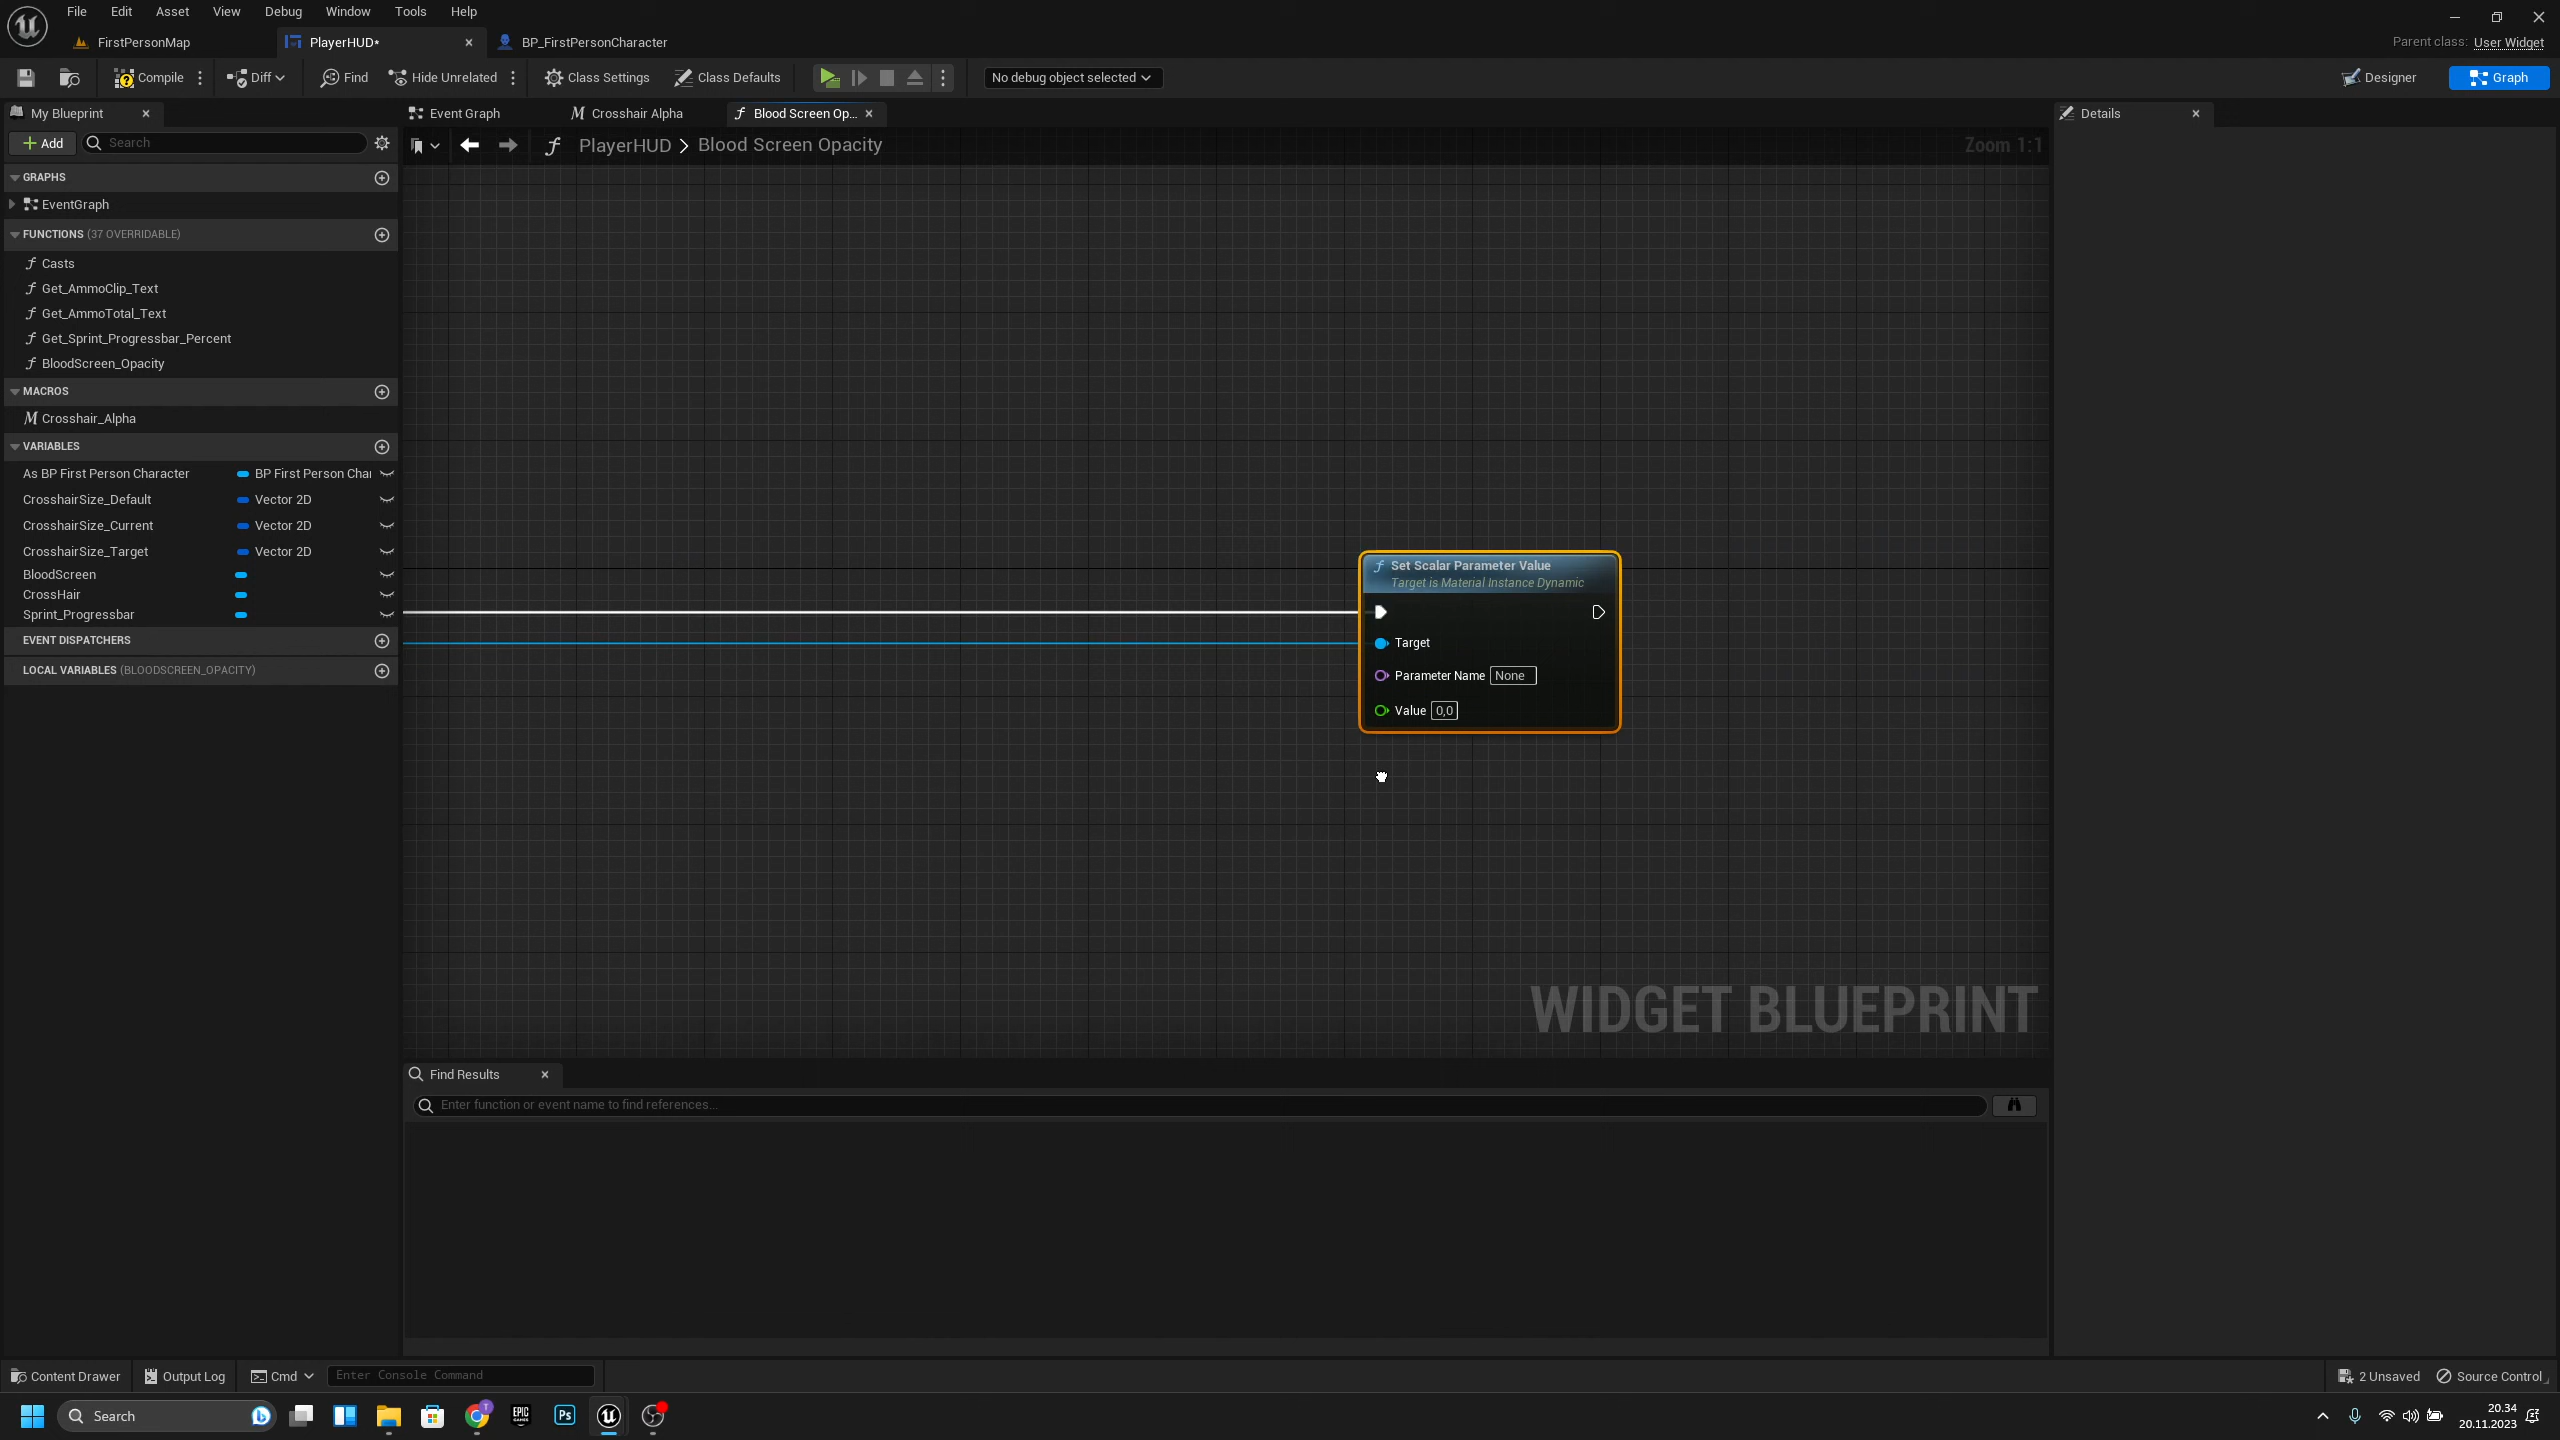 File Edit Asset View Debug Window Tools Help
FirstPersonMap PlayerHUD* BP_FirstPersonCharacter Parent class: User Widget
Compile Diff Find Hide Unrelated Class Settings Class Defaults No debug object selected Designer Graph
My Blueprint Event Graph Crosshair Alpha Blood Screen Op... Details
Add Search PlayerHUD > Blood Screen Opacity Zoom 1:1
GRAPHS
EventGraph
FUNCTIONS (37 OVERRIDABLE)
Casts
Get_AmmoClip_Text
Get_AmmoTotal_Text
Get_Sprint_Progressbar_Percent
BloodScreen_Opacity
MACROS
Crosshair_Alpha
VARIABLES
As BP First Person Character BP First Person Cha
CrosshairSize_Default Vector 2D
CrosshairSize_Current Vector 2D
CrosshairSize_Target Vector 2D
BloodScreen
CrossHair
Sprint_Progressbar
EVENT DISPATCHERS
LOCAL VARIABLES (BLOODSCREEN_OPACITY)
Set Scalar Parameter Value
Target is Material Instance Dynamic
Target
Parameter Name None
Value 0,0
WIDGET BLUEPRINT
Find Results
Enter function or event name to find references...
Content Drawer Output Log Cmd Enter Console Command 2 Unsaved Source Control
Search EPIC GAMES Ps 20.34
20.11.2023